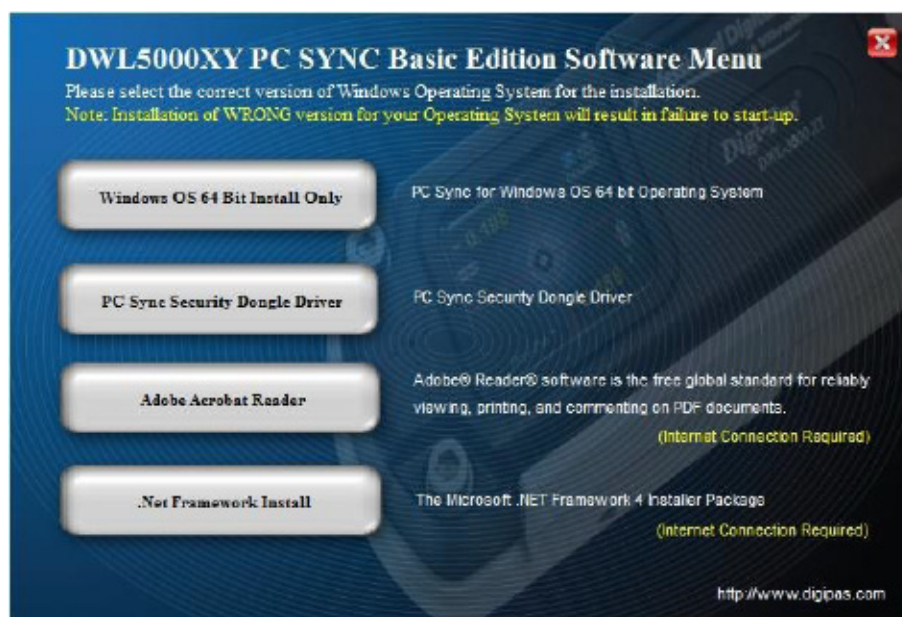 DWL5000XY PC SYNC Basic Edition Software Menu
Please select the correct version of Windows Operating System for the installation.
Note: Installation of WRONG version for your Operating System will result in failure to start-up.
Windows OS 64 Bit Install Only
PC Sync for Windows OS 64 bit Operating System
PC Sync Security Dongle Driver
PC Sync Security Dongle Driver
Adobe Acrobat Reader
Adobe® Reader® software is the free global standard for reliably
viewing, printing, and commenting on PDF documents.
(Internet Connection Required)
.Net Framework Install
The Microsoft .NET Framework 4 Installer Package
(Internet Connection Required)
http://www.digipas.com